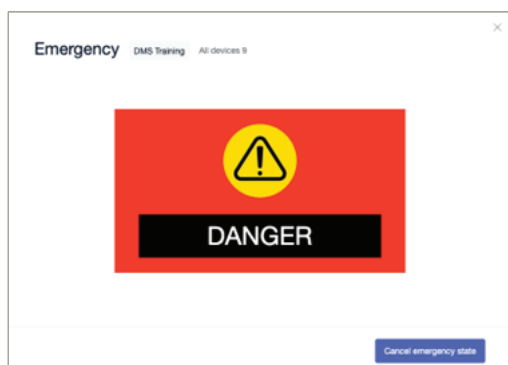 Emergency DMS Training All devices 9
DANGER
Cancel emergency state